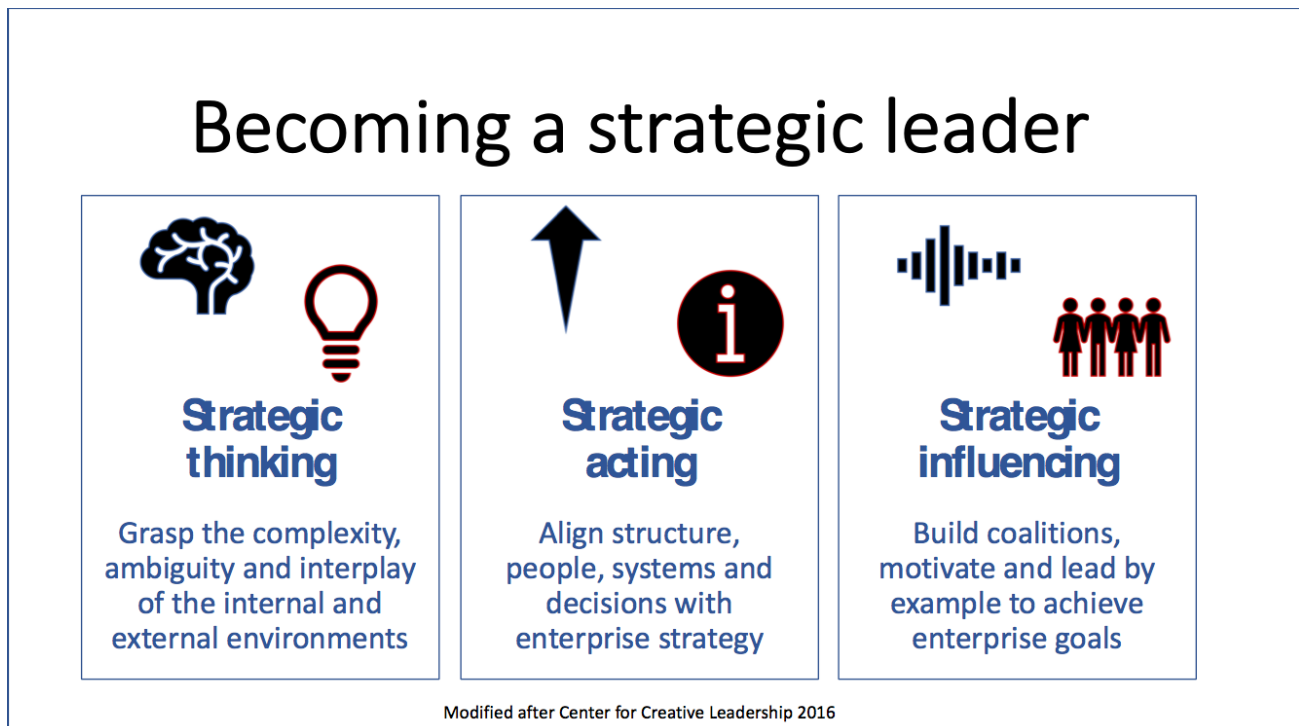 Becoming a strategic leader
Strategic
thinking
Grasp the complexity,
ambiguity and interplay
of the internal and
external environments
i
Strategic
acting
Align structure,
people, systems and
decisions with
enterprise strategy
Strategic
influencing
Build coalitions,
motivate and lead by
example to achieve
enterprise goals
Modified after Center for Creative Leadership 2016